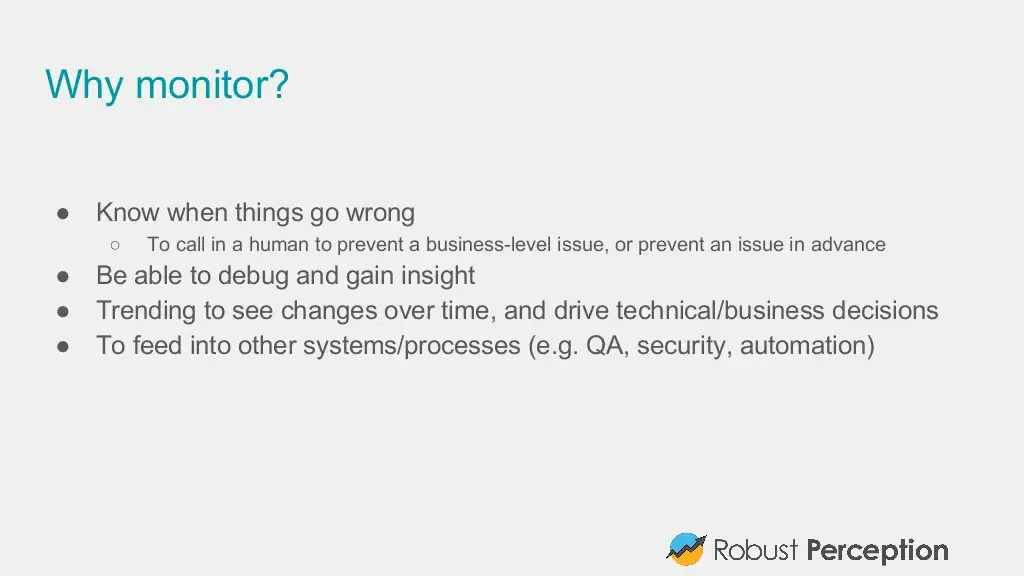 Why monitor?
● Know when things go wrong
○ To call in a human to prevent a business-level issue, or prevent an issue in advance
● Be able to debug and gain insight
● Trending to see changes over time, and drive technical/business decisions
● To feed into other systems/processes (e.g. QA, security, automation)
Robust Perception